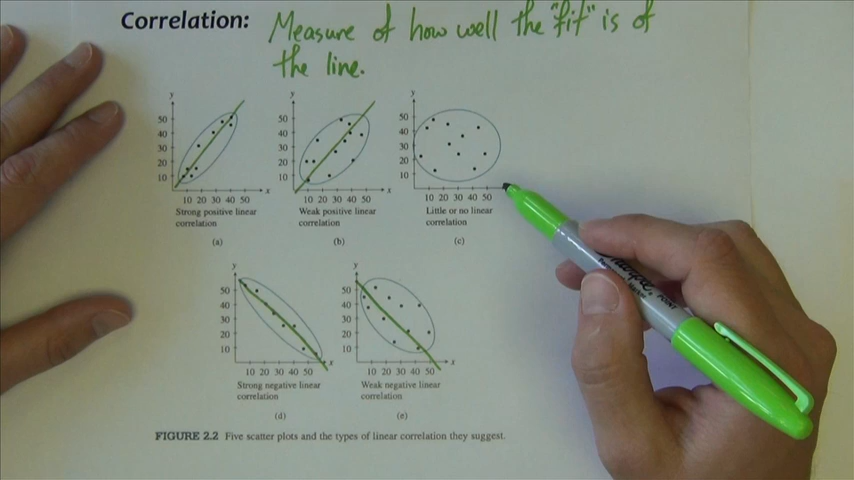 Correlation: Measure of how well the "fit" is of
the line.
y y y
50 50 50
40 40 40
30 30 30
20 20 20
10 10 10
x x
10 20 30 40 50 10 20 30 40 50 10 20 30 40 50
Strong positive linear Weak positive linear Little or no linear
correlation correlation correlation
(a) (b) (c)
y y
50 50
40 40
30 30
20 20
10 10
x x
10 20 30 40 50 10 20 30 40 50
Strong negative linear Weak negative linear
correlation correlation
(d) (e)
FIGURE 2.2 Five scatter plots and the types of linear correlation they suggest.
Sharpie.
POINT